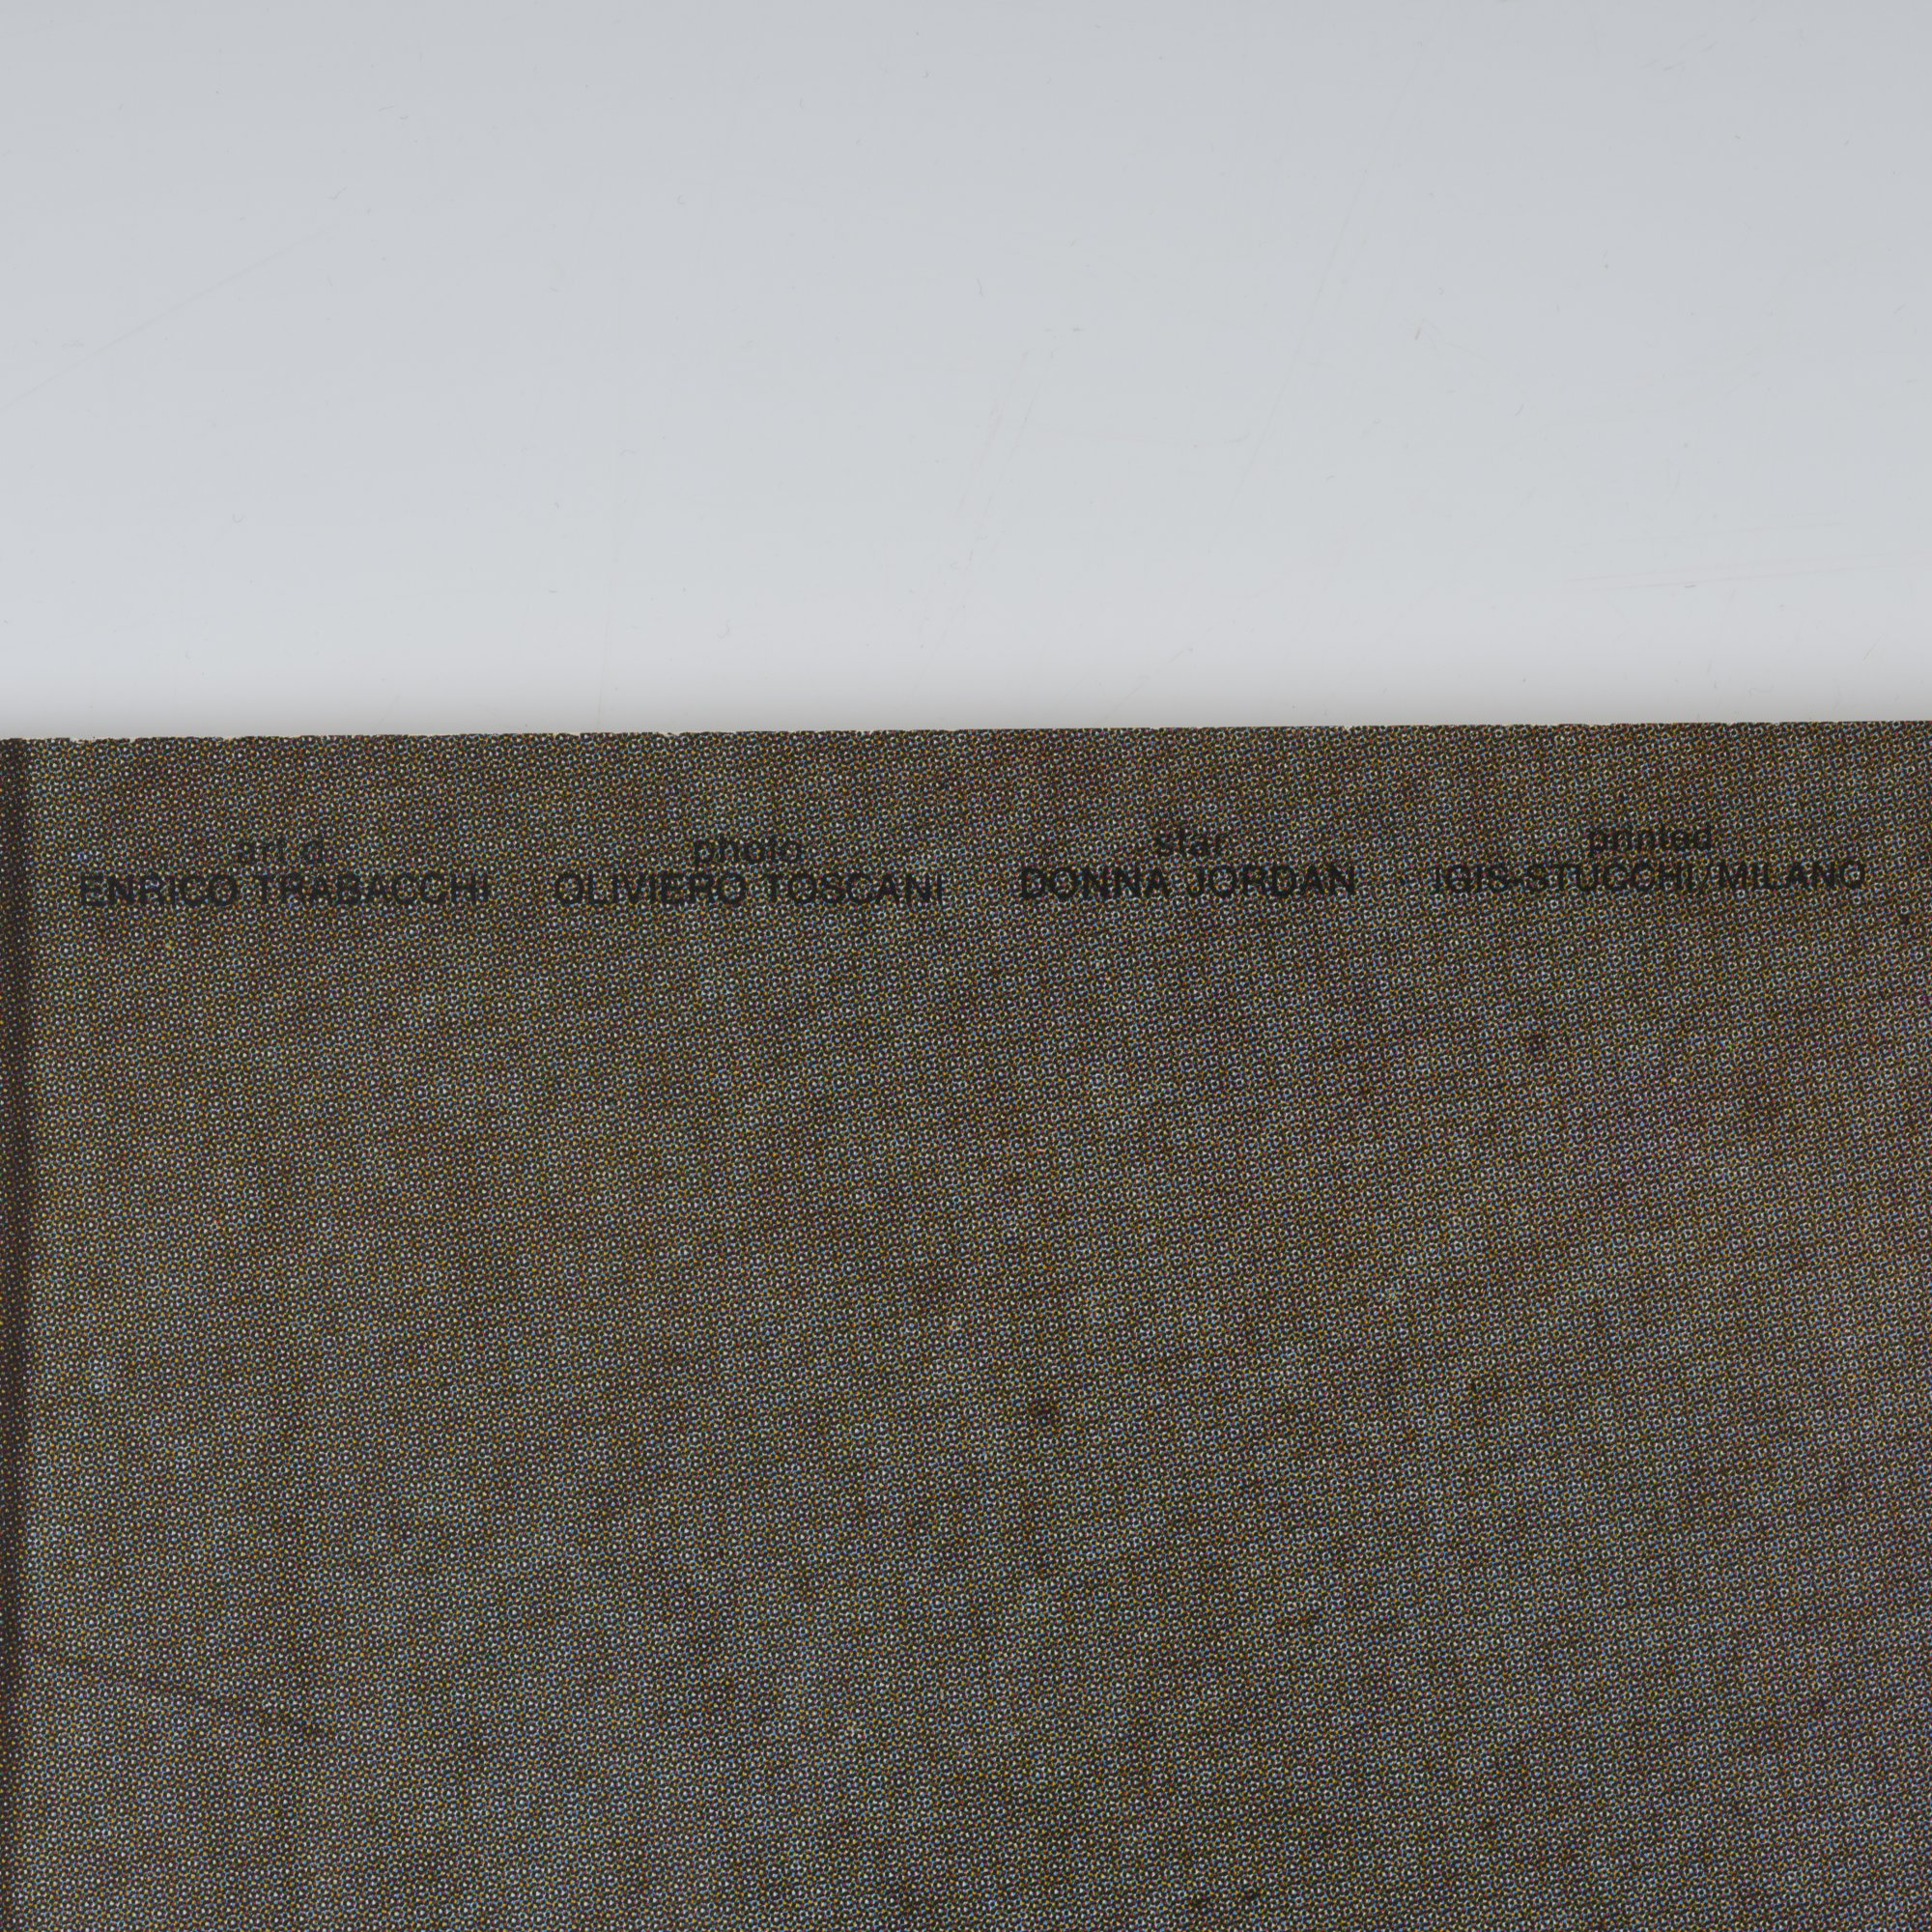 art d. photo star printed
ENRICO TRABACCHI OLIVIERO TOSCANI DONNA JORDAN IGIS-STUCCHI/MILANO